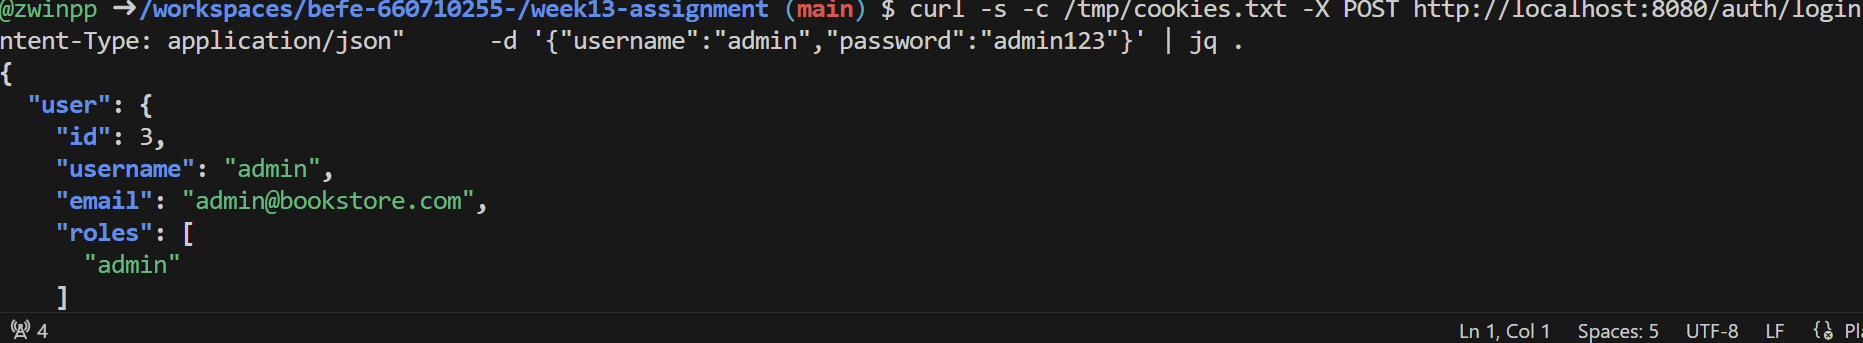 @zwinpp ➜/workspaces/befe-660710255-/week13-assignment (main) $ curl -s -c /tmp/cookies.txt -X POST http://localhost:8080/auth/login
ntent-Type: application/json"      -d '{"username":"admin","password":"admin123"}' | jq .
{
  "user": {
    "id": 3,
    "username": "admin",
    "email": "admin@bookstore.com",
    "roles": [
      "admin"
    ]
4 Ln 1, Col 1 Spaces: 5 UTF-8 LF Pla